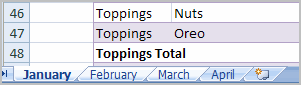 46 Toppings Nuts
47 Toppings Oreo
48 Toppings Total
January February March April